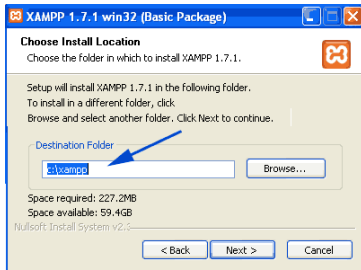 XAMPP 1.7.1 win32 (Basic Package)
Choose Install Location
Choose the folder in which to install XAMPP 1.7.1.
Setup will install XAMPP 1.7.1 in the following folder.
To install in a different folder, click
Browse and select another folder. Click Next to continue.
Destination Folder
c:\xampp
Browse...
Space required: 227.2MB
Space available: 59.4GB
Nullsoft Install System v2.
< Back Next > Cancel